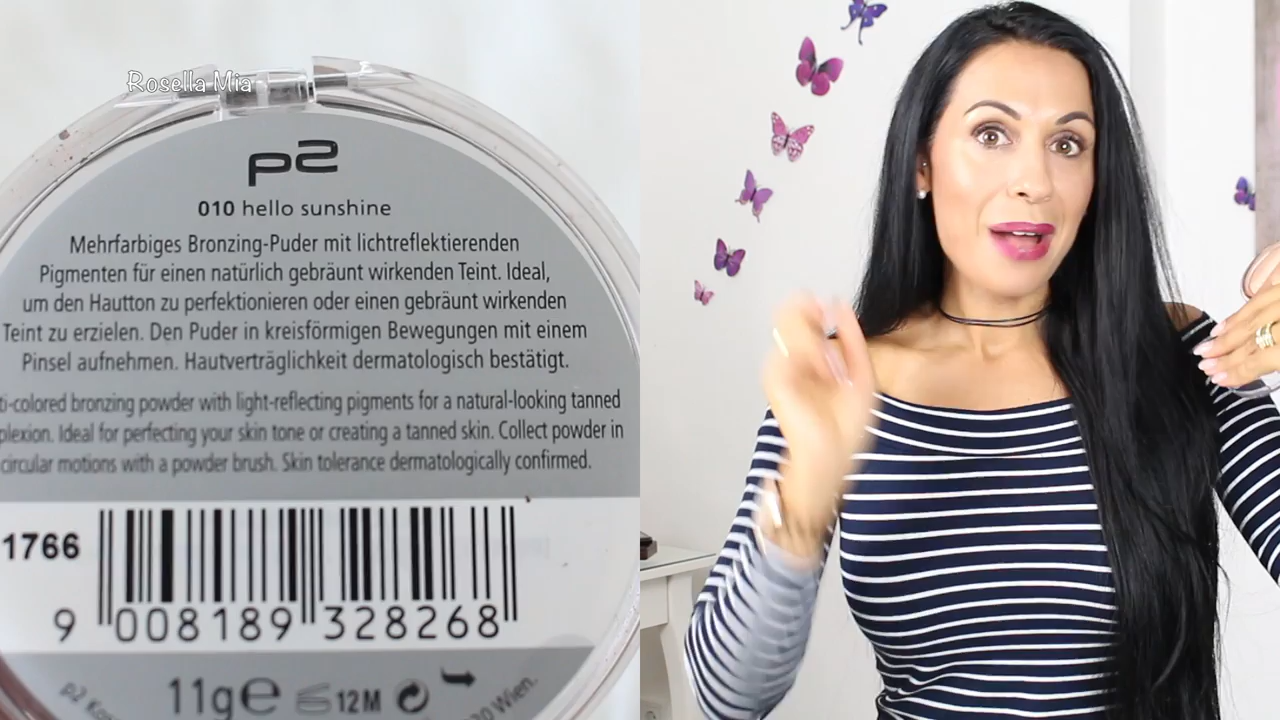 Rosella Mia
p2
010 hello sunshine
Mehrfarbiges Bronzing-Puder mit lichtreflektierenden
Pigmenten für einen natürlich gebräunt wirkenden Teint. Ideal,
um den Hautton zu perfektionieren oder einen gebräunt wirkenden
Teint zu erzielen. Den Puder in kreisförmigen Bewegungen mit einem
Pinsel aufnehmen. Hautverträglichkeit dermatologisch bestätigt.
ti-colored bronzing powder with light-reflecting pigments for a natural-looking tanned
plexion. Ideal for perfecting your skin tone or creating a tanned skin. Collect powder in
circular motions with a powder brush. Skin tolerance dermatologically confirmed.
1766
9 008189 328268
11g e 12M
p2 Wien.